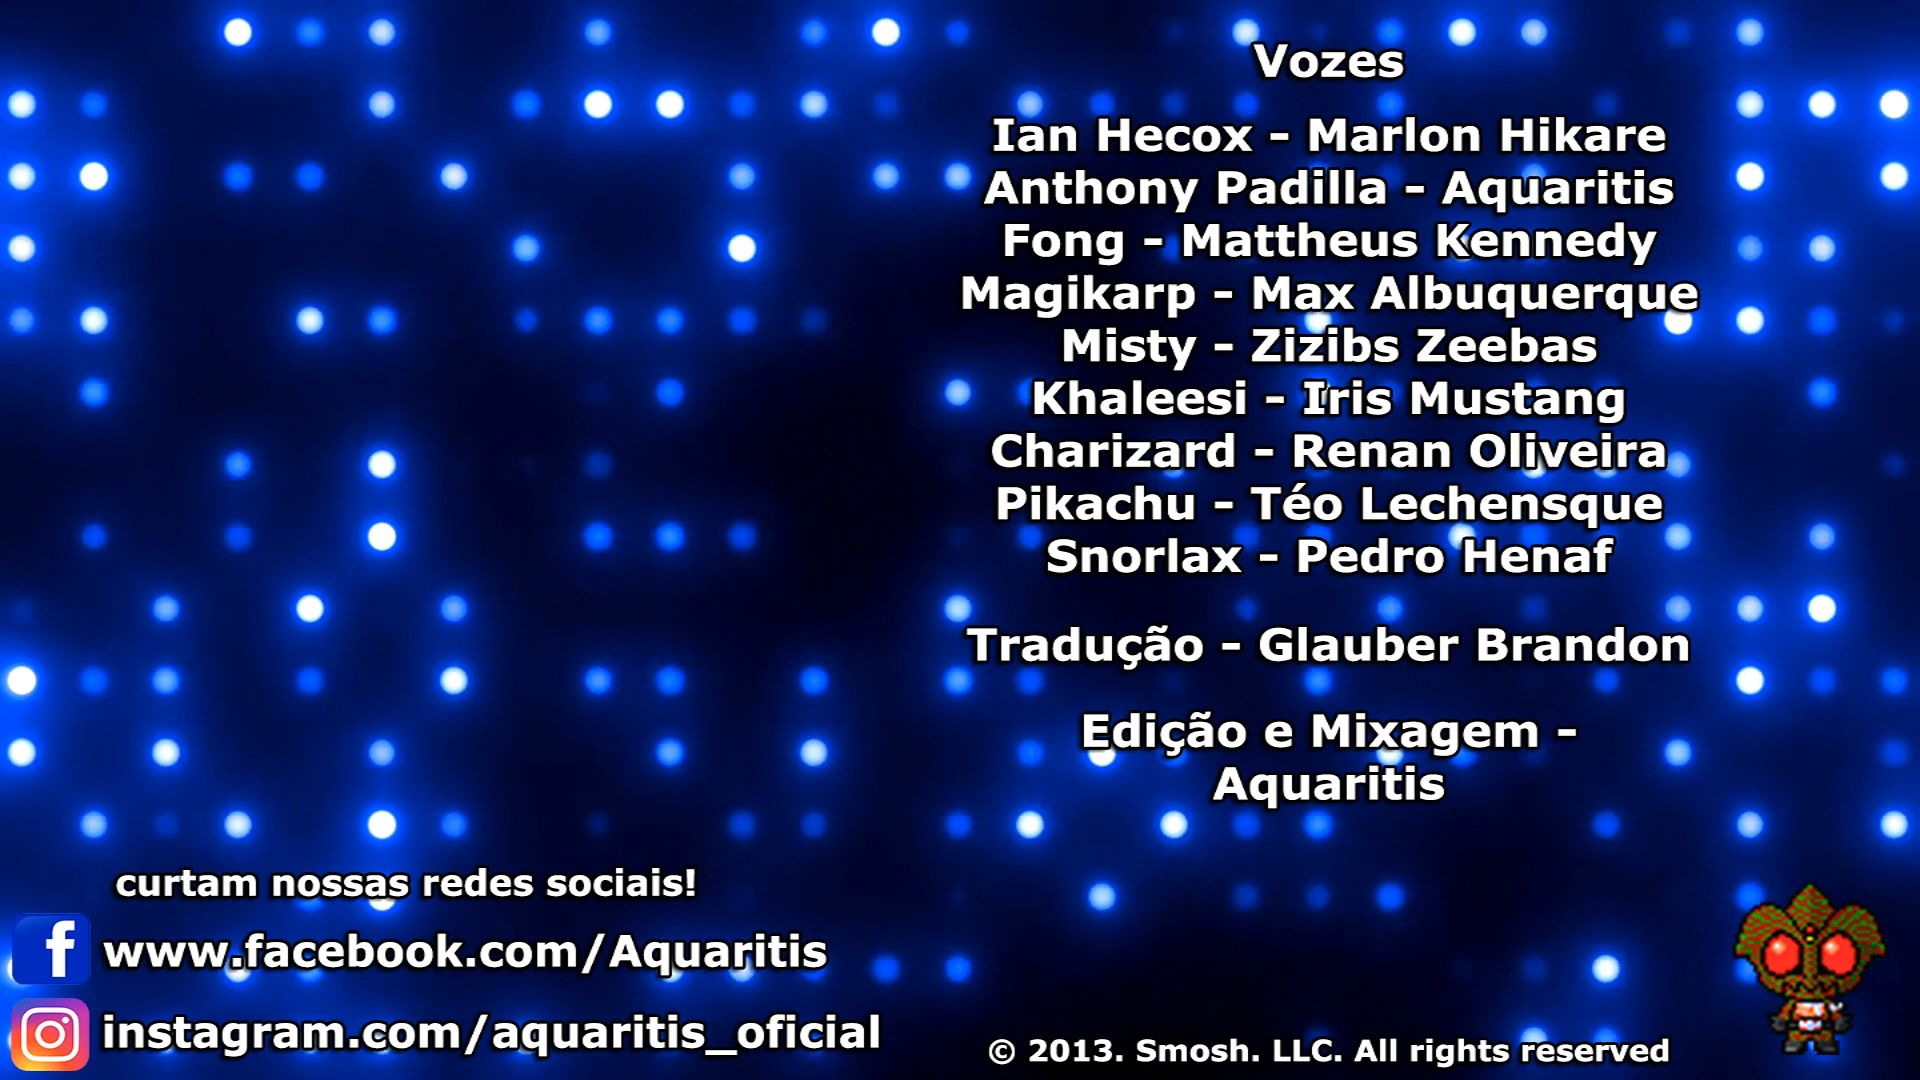 Vozes
Ian Hecox - Marlon Hikare
Anthony Padilla - Aquaritis
Fong - Mattheus Kennedy
Magikarp - Max Albuquerque
Misty - Zizibs Zeebas
Khaleesi - Iris Mustang
Charizard - Renan Oliveira
Pikachu - Téo Lechensque
Snorlax - Pedro Henaf
Tradução - Glauber Brandon
Edição e Mixagem -
Aquaritis
curtam nossas redes sociais!
www.facebook.com/Aquaritis
instagram.com/aquaritis_oficial
© 2013. Smosh. LLC. All rights reserved